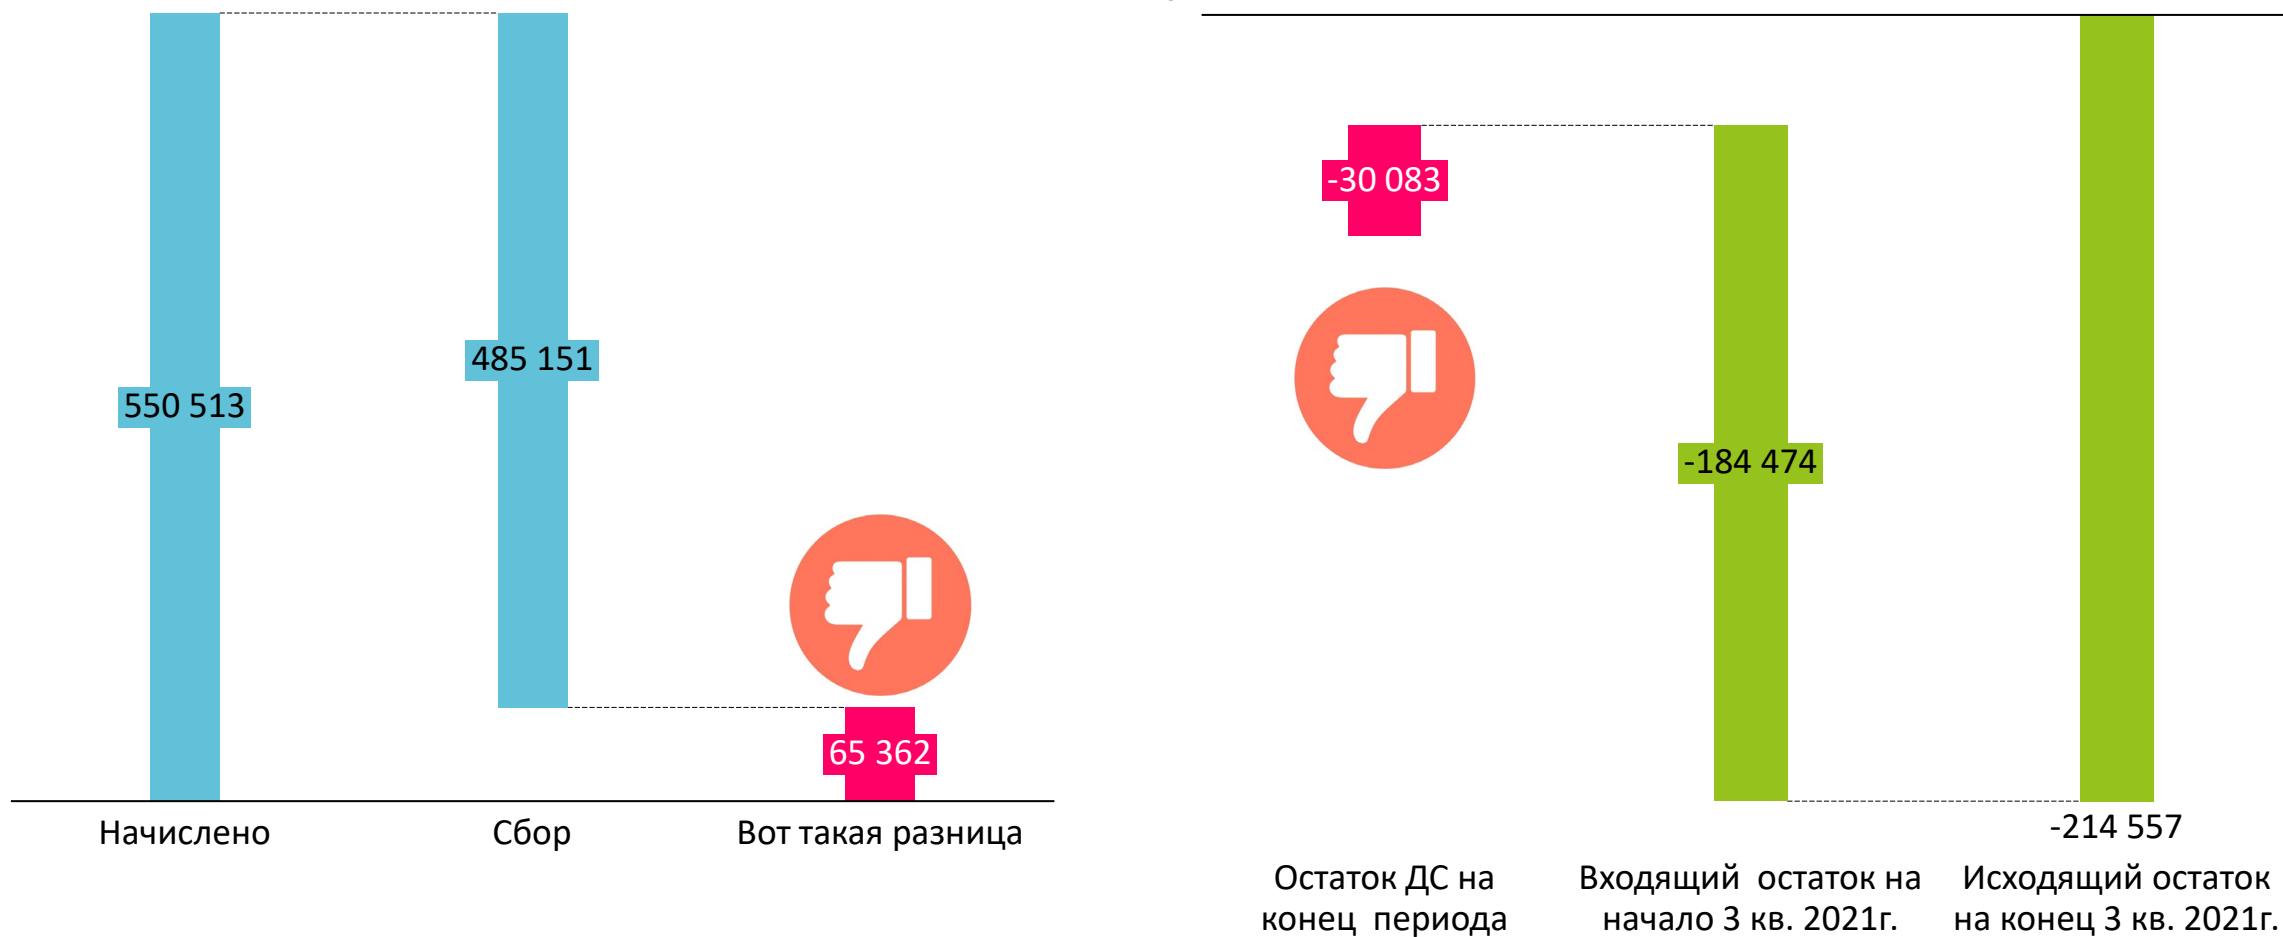 550 513
485 151
65 362
Начислено
Сбор
Вот такая разница
-30 083
-184 474
-214 557
Остаток ДС на
конец периода
Входящий остаток на
начало 3 кв. 2021г.
Исходящий остаток
на конец 3 кв. 2021г.